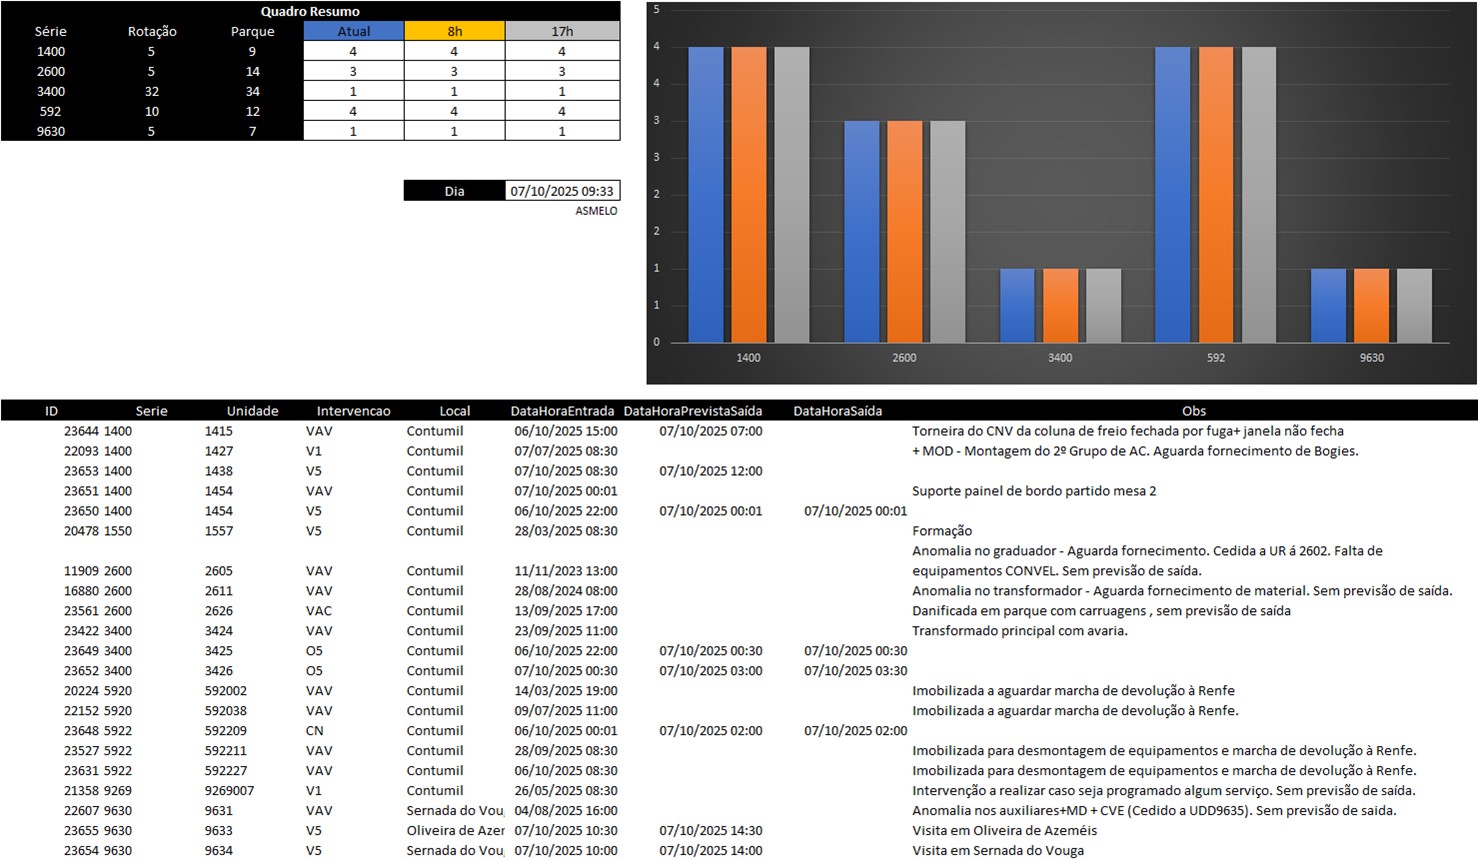 Quadro Resumo
Série Rotação Parque Atual 8h 17h
1400 5 9 4 4 4
2600 5 14 3 3 3
3400 32 34 1 1 1
592 10 12 4 4 4
9630 5 7 1 1 1
Dia 07/10/2025 09:33
ASMELO
5
4
4
3
3
2
2
1
1
0
1400 2600 3400 592 9630
ID Serie Unidade Intervencao Local DataHoraEntrada DataHoraPrevistaSaída DataHoraSaída Obs
23644 1400 1415 VAV Contumil 06/10/2025 15:00 07/10/2025 07:00 Torneira do CNV da coluna de freio fechada por fuga+ janela não fecha
22093 1400 1427 V1 Contumil 07/07/2025 08:30 + MOD - Montagem do 2º Grupo de AC. Aguarda fornecimento de Bogies.
23653 1400 1438 V5 Contumil 07/10/2025 08:30 07/10/2025 12:00
23651 1400 1454 VAV Contumil 07/10/2025 00:01 Suporte painel de bordo partido mesa 2
23650 1400 1454 V5 Contumil 06/10/2025 22:00 07/10/2025 00:01 07/10/2025 00:01
20478 1550 1557 V5 Contumil 28/03/2025 08:30 Formação
Anomalia no graduador - Aguarda fornecimento. Cedida a UR á 2602. Falta de
11909 2600 2605 VAV Contumil 11/11/2023 13:00 equipamentos CONVEL. Sem previsão de saída.
16880 2600 2611 VAV Contumil 28/08/2024 08:00 Anomalia no transformador - Aguarda fornecimento de material. Sem previsão de saída.
23561 2600 2626 VAC Contumil 13/09/2025 17:00 Danificada em parque com carruagens , sem previsão de saída
23422 3400 3424 VAV Contumil 23/09/2025 11:00 Transformado principal com avaria.
23649 3400 3425 O5 Contumil 06/10/2025 22:00 07/10/2025 00:30 07/10/2025 00:30
23652 3400 3426 O5 Contumil 07/10/2025 00:30 07/10/2025 03:00 07/10/2025 03:30
20224 5920 592002 VAV Contumil 14/03/2025 19:00 Imobilizada a aguardar marcha de devolução à Renfe
22152 5920 592038 VAV Contumil 09/07/2025 11:00 Imobilizada a aguardar marcha de devolução à Renfe.
23648 5922 592209 CN Contumil 06/10/2025 00:01 07/10/2025 02:00 07/10/2025 02:00
23527 5922 592211 VAV Contumil 28/09/2025 08:30 Imobilizada para desmontagem de equipamentos e marcha de devolução à Renfe.
23631 5922 592227 VAV Contumil 06/10/2025 08:30 Imobilizada para desmontagem de equipamentos e marcha de devolução à Renfe.
21358 9269 9269007 V1 Contumil 26/05/2025 08:30 Intervenção a realizar caso seja programado algum serviço. Sem previsão de saída.
22607 9630 9631 VAV Sernada do Vou 04/08/2025 16:00 Anomalia nos auxiliares+MD + CVE (Cedido a UDD9635). Sem previsão de saida.
23655 9630 9633 V5 Oliveira de Azer 07/10/2025 10:30 07/10/2025 14:30 Visita em Oliveira de Azeméis
23654 9630 9634 V5 Sernada do Vou 07/10/2025 10:00 07/10/2025 14:00 Visita em Sernada do Vouga